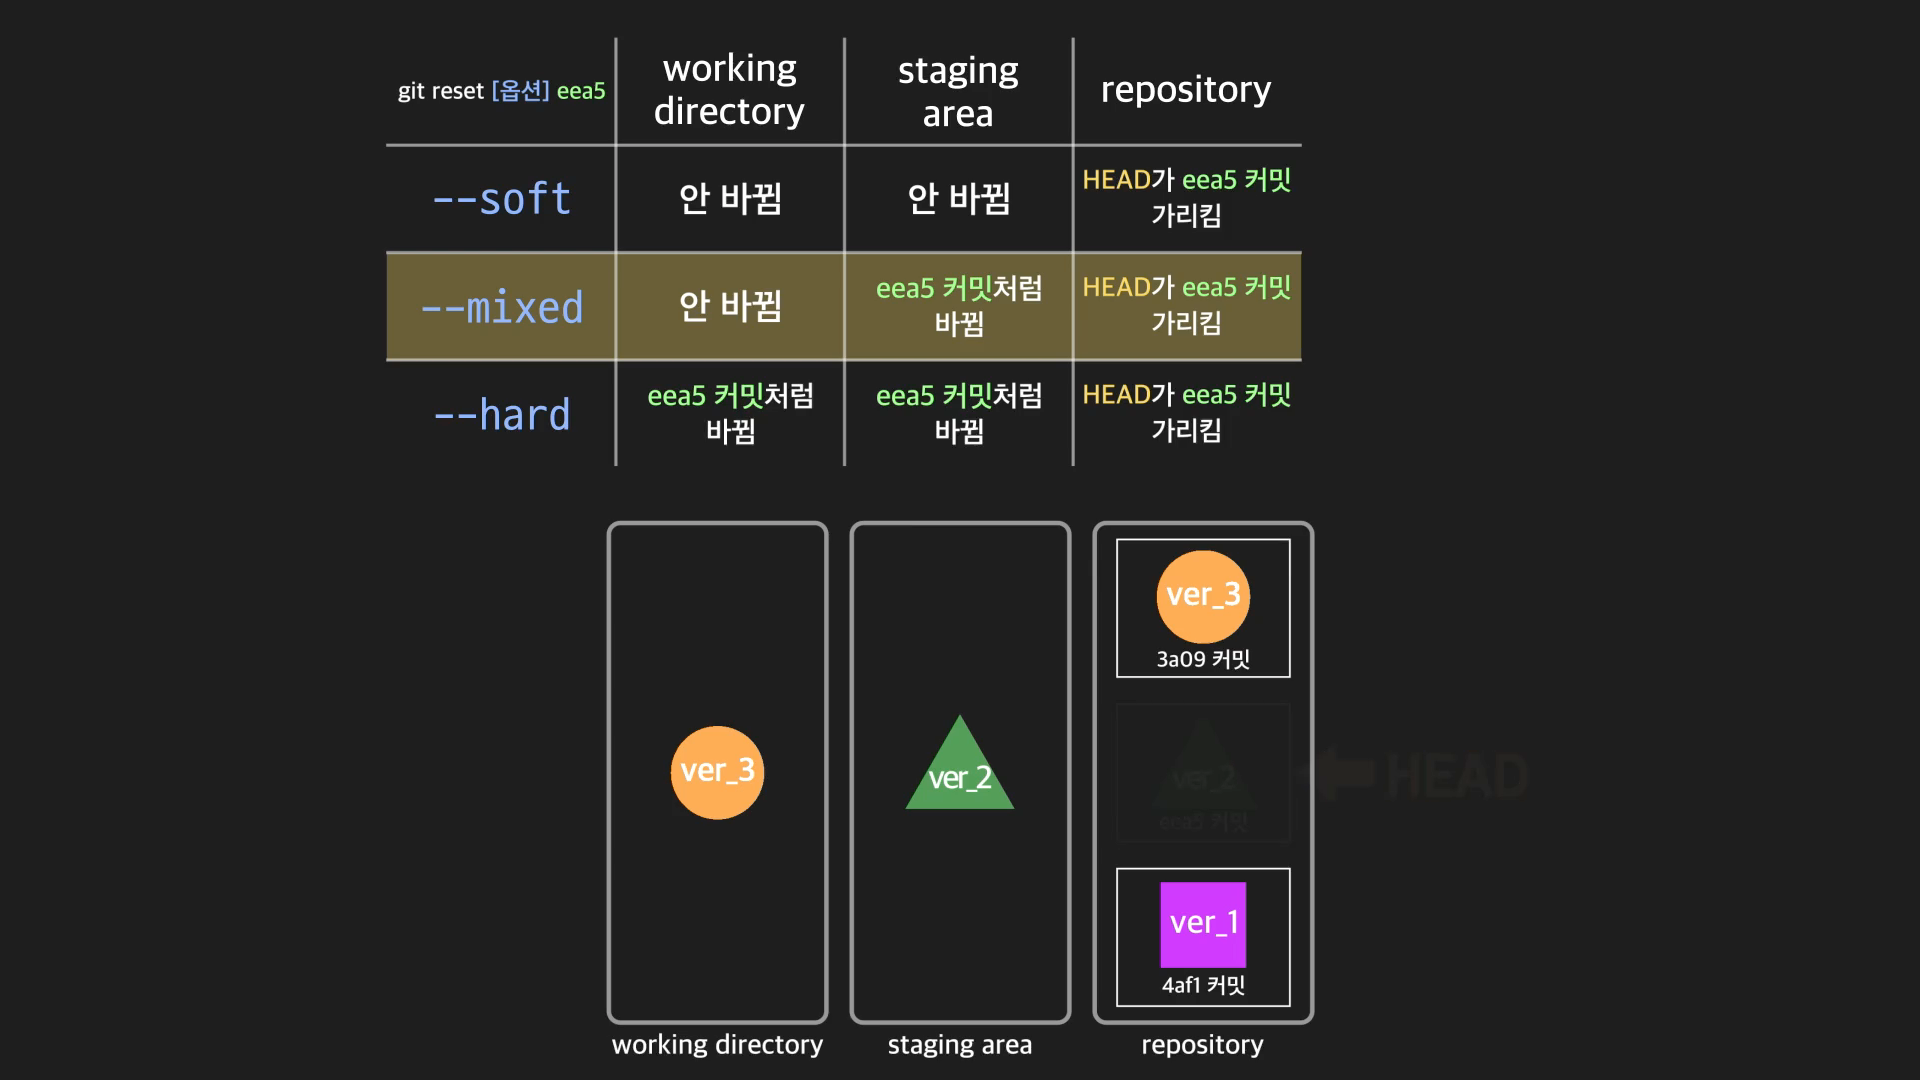 git reset [옵션] eea5
working
directory
staging
area
repository
--soft
안 바뀜
안 바뀜
HEAD가 eea5 커밋
가리킴
--mixed
안 바뀜
eea5 커밋처럼
바뀜
HEAD가 eea5 커밋
가리킴
--hard
eea5 커밋처럼
바뀜
eea5 커밋처럼
바뀜
HEAD가 eea5 커밋
가리킴
ver_3
ver_2
ver_3
3a09 커밋
ver_2
eea5 커밋
HEAD
ver_1
4af1 커밋
working directory
staging area
repository